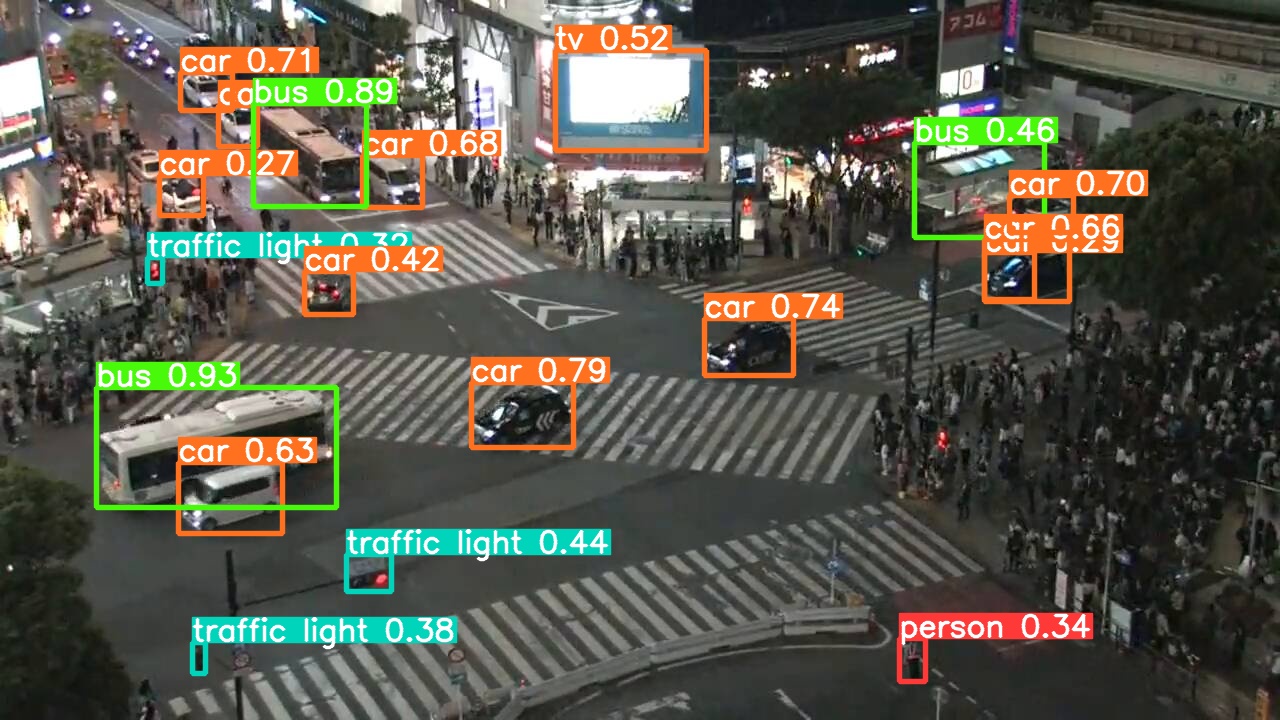 tv 0.52
アコム
car 0.71
bus 0.89
car 0.68
bus 0.46
car 0.27
car 0.70
car 0.66
traffic light 0.32
car 0.42
car 0.74
bus 0.93
car 0.79
car 0.63
traffic light 0.44
traffic light 0.38
person 0.34